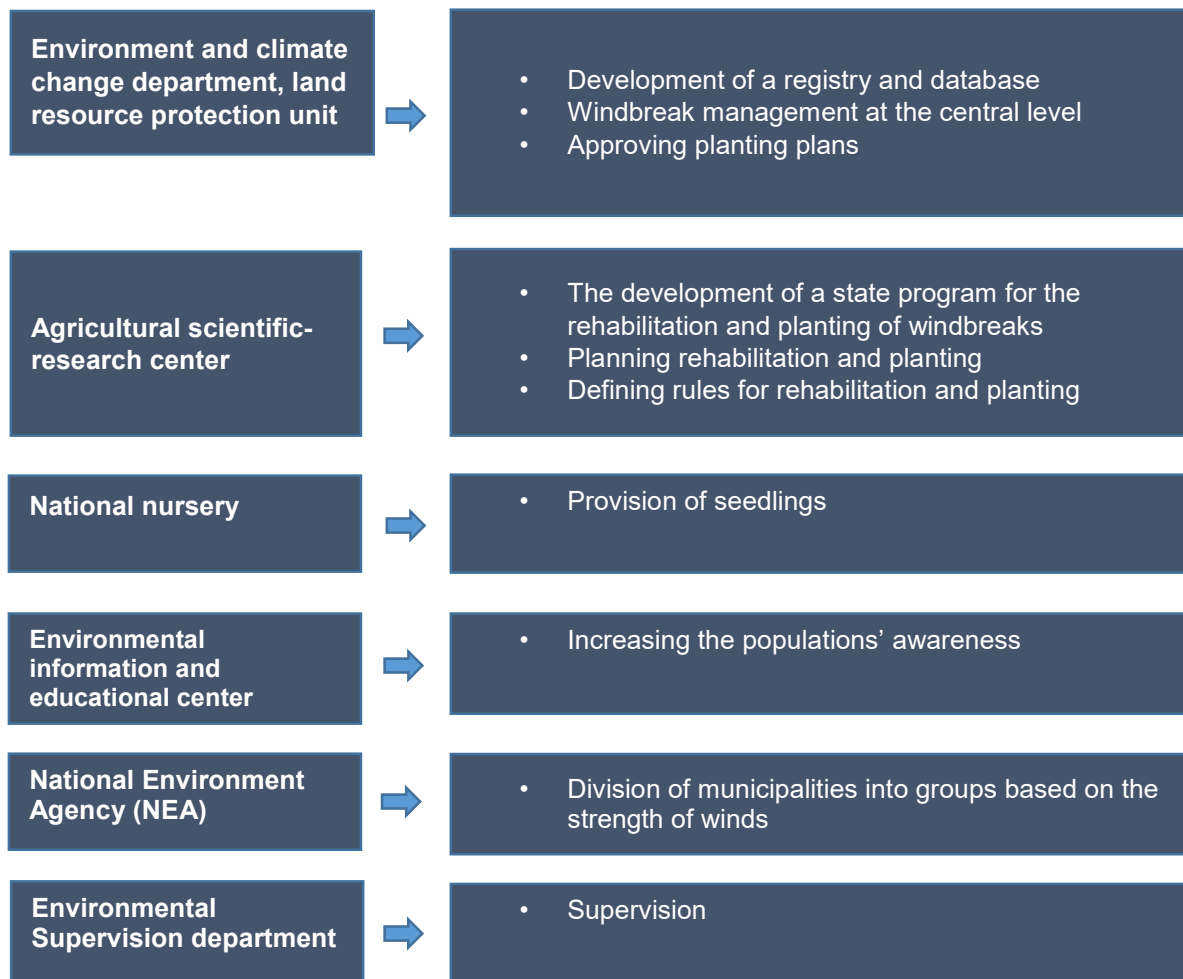 Environment and climate
change department, land
resource protection unit
• Development of a registry and database
• Windbreak management at the central level
• Approving planting plans
Agricultural scientific-
research center
• The development of a state program for the
rehabilitation and planting of windbreaks
• Planning rehabilitation and planting
• Defining rules for rehabilitation and planting
National nursery
• Provision of seedlings
Environmental
information and
educational center
• Increasing the populations’ awareness
National Environment
Agency (NEA)
• Division of municipalities into groups based on the
strength of winds
Environmental
Supervision department
• Supervision